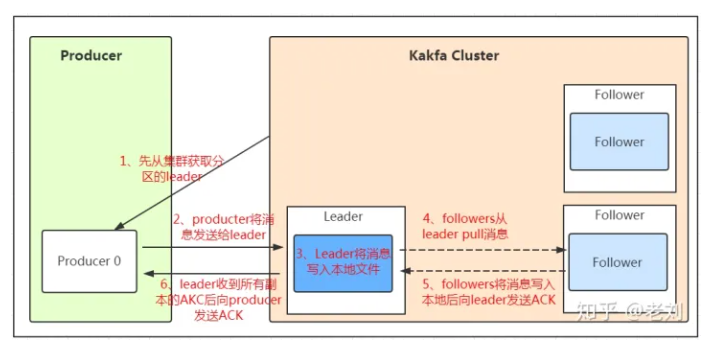 Producer
Kakfa Cluster
Follower
Follower
1、先从集群获取分
区的leader
2、producter将消
息发送给leader
Leader
4、followers从
leader pull消息
Follower
Producer 0
3、Leader将消息
写入本地文件
Follower
6、leader收到所有副
本的AKC后向producer
发送ACK
5、followers将消息写入
本地后向leader发送ACK
知乎 @老刘